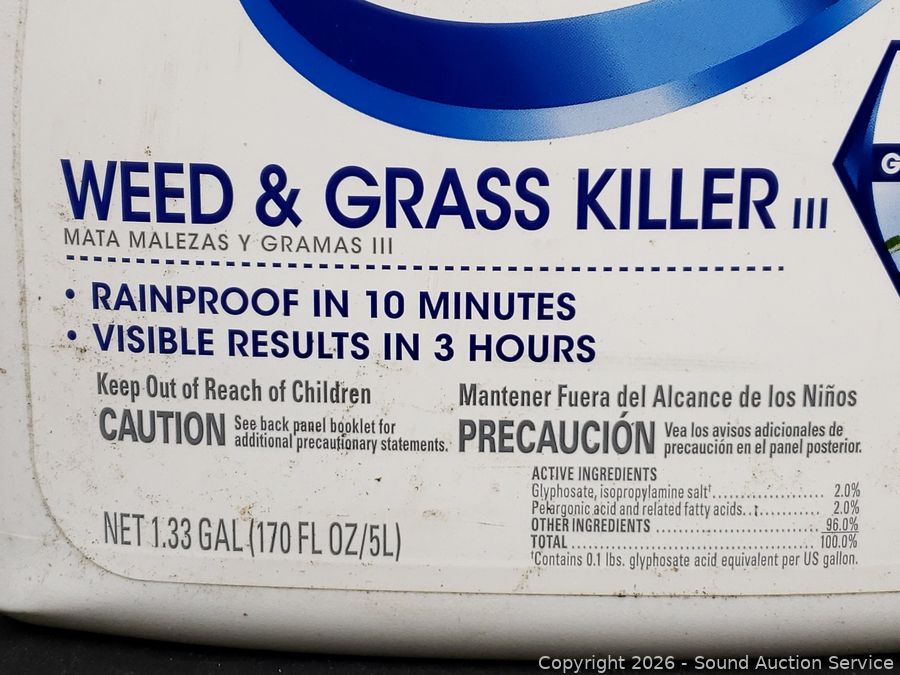 WEED & GRASS KILLER III
MATA MALEZAS Y GRAMAS III
• RAINPROOF IN 10 MINUTES
• VISIBLE RESULTS IN 3 HOURS
Keep Out of Reach of Children
CAUTION See back panel booklet for
additional precautionary statements.
Mantener Fuera del Alcance de los Niños
PRECAUCIÓN Vea los avisos adicionales de
precaución en el panel posterior.
ACTIVE INGREDIENTS
Glyphosate, isopropylamine salt†.................... 2.0%
Pelargonic acid and related fatty acids................ 2.0%
OTHER INGREDIENTS ................................ 96.0%
TOTAL ............................................... 100.0%
†Contains 0.1 lbs. glyphosate acid equivalent per US gallon.
NET 1.33 GAL (170 FL OZ/5L)
G
Copyright 2026 - Sound Auction Service